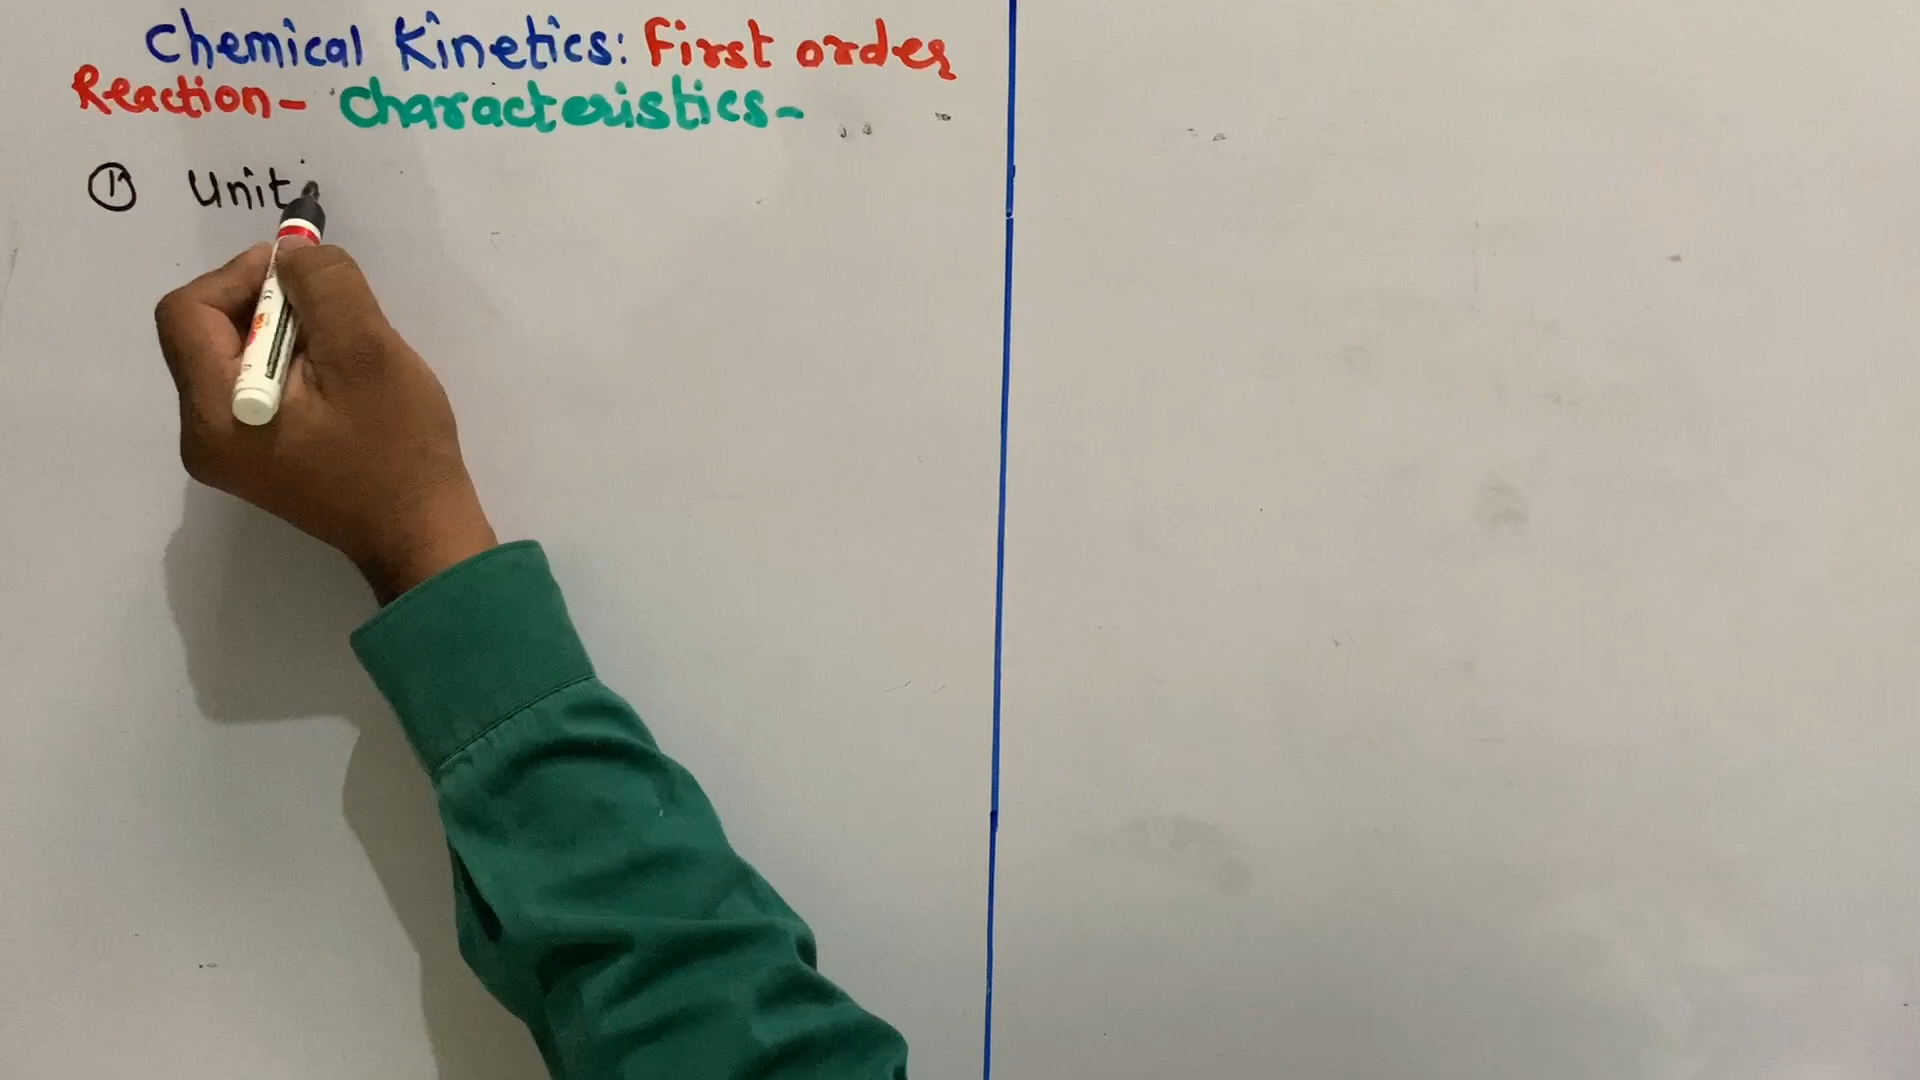 Chemical Kinetics: First order
Reaction- Characteristics-
① Unit